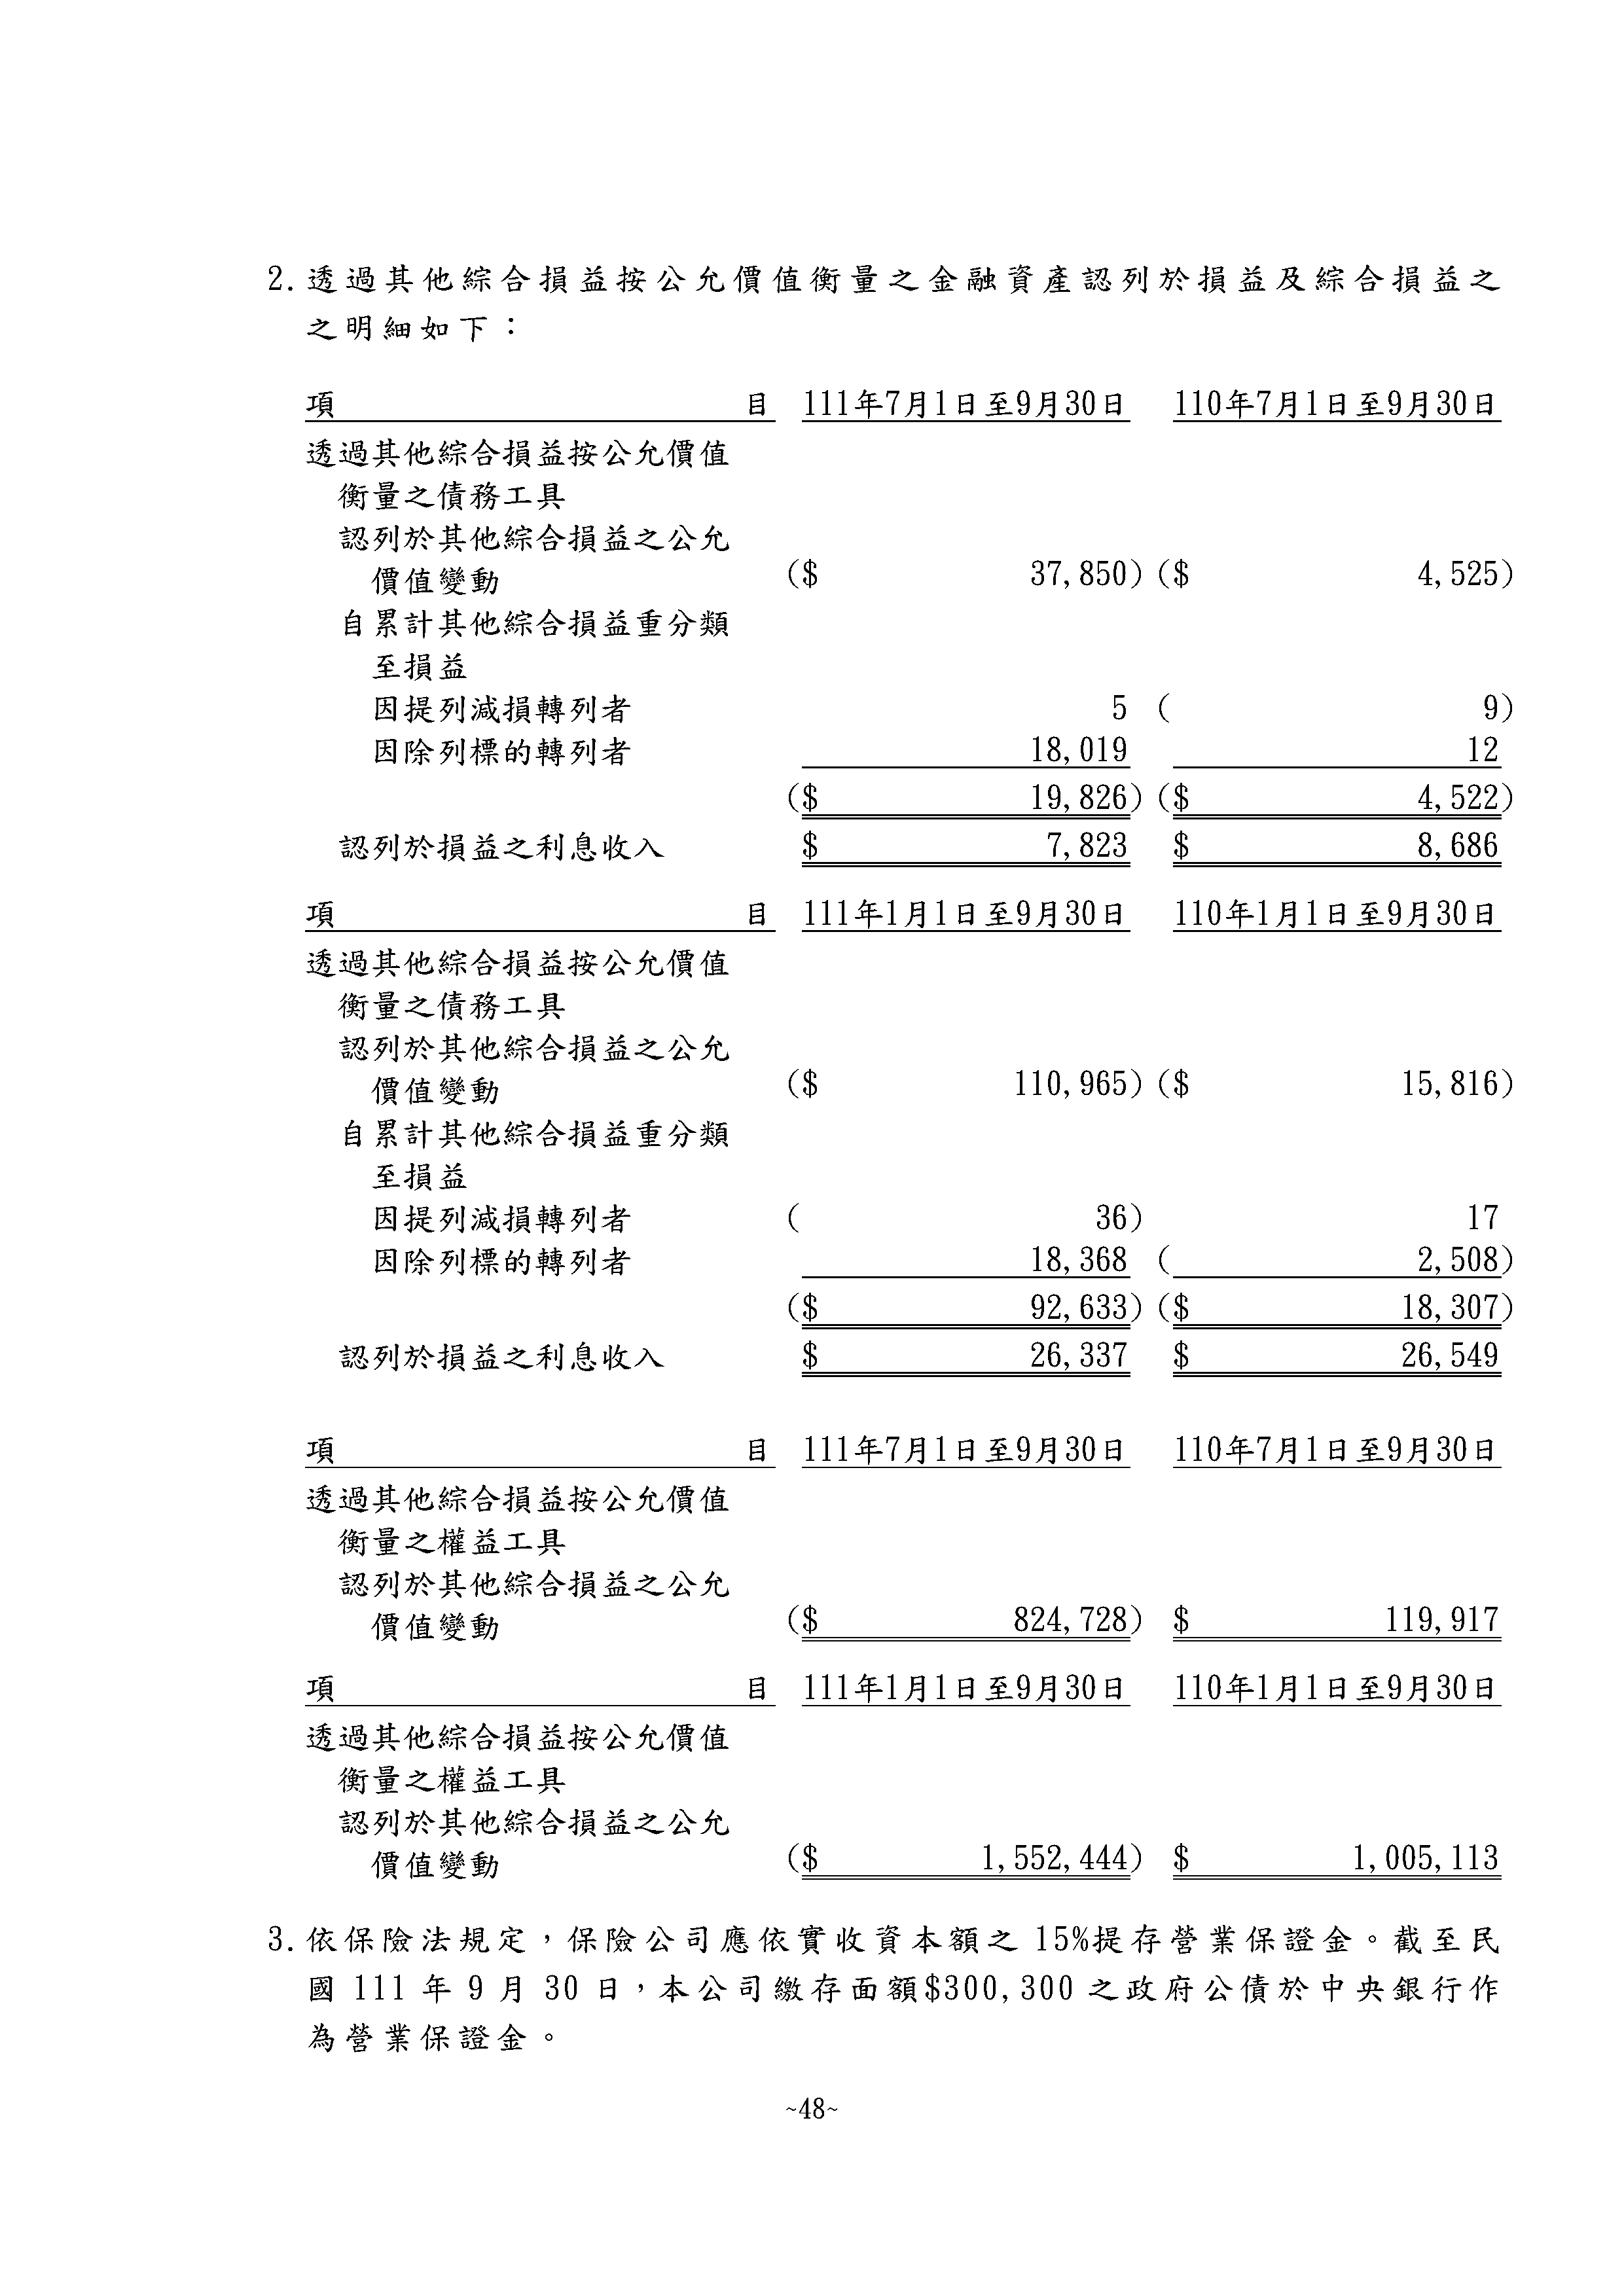 2.透過其他綜合損益按公允價值衡量之金融資產認列於損益及綜合損益之
之明細如下：
項 目 111年7月1日至9月30日 110年7月1日至9月30日
透過其他綜合損益按公允價值
衡量之債務工具
認列於其他綜合損益之公允
價值變動 ($ 37,850) ($ 4,525)
自累計其他綜合損益重分類
至損益
因提列減損轉列者 5 ( 9)
因除列標的轉列者 18,019 12
($ 19,826) ($ 4,522)
認列於損益之利息收入 $ 7,823 $ 8,686
項 目 111年1月1日至9月30日 110年1月1日至9月30日
透過其他綜合損益按公允價值
衡量之債務工具
認列於其他綜合損益之公允
價值變動 ($ 110,965) ($ 15,816)
自累計其他綜合損益重分類
至損益
因提列減損轉列者 ( 36) 17
因除列標的轉列者 18,368 ( 2,508)
($ 92,633) ($ 18,307)
認列於損益之利息收入 $ 26,337 $ 26,549
項 目 111年7月1日至9月30日 110年7月1日至9月30日
透過其他綜合損益按公允價值
衡量之權益工具
認列於其他綜合損益之公允
價值變動 ($ 824,728) $ 119,917
項 目 111年1月1日至9月30日 110年1月1日至9月30日
透過其他綜合損益按公允價值
衡量之權益工具
認列於其他綜合損益之公允
價值變動 ($ 1,552,444) $ 1,005,113
3.依保險法規定，保險公司應依實收資本額之 15%提存營業保證金。截至民
國 111 年 9 月 30 日，本公司繳存面額$300,300 之政府公債於中央銀行作
為營業保證金。
~48~